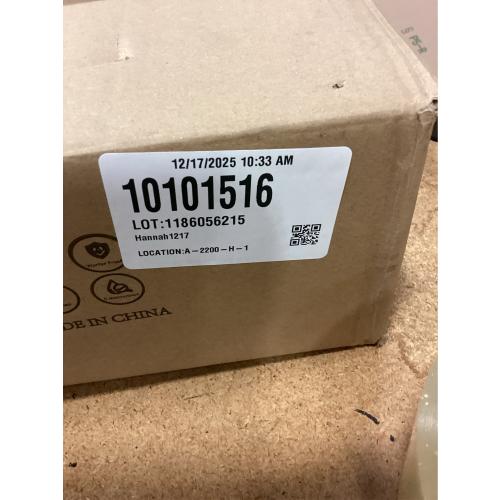 12/17/2025 10:33 AM
10101516
LOT:1186056215
Hannah1217
LOCATION:A-2200-H-1
DE IN CHINA